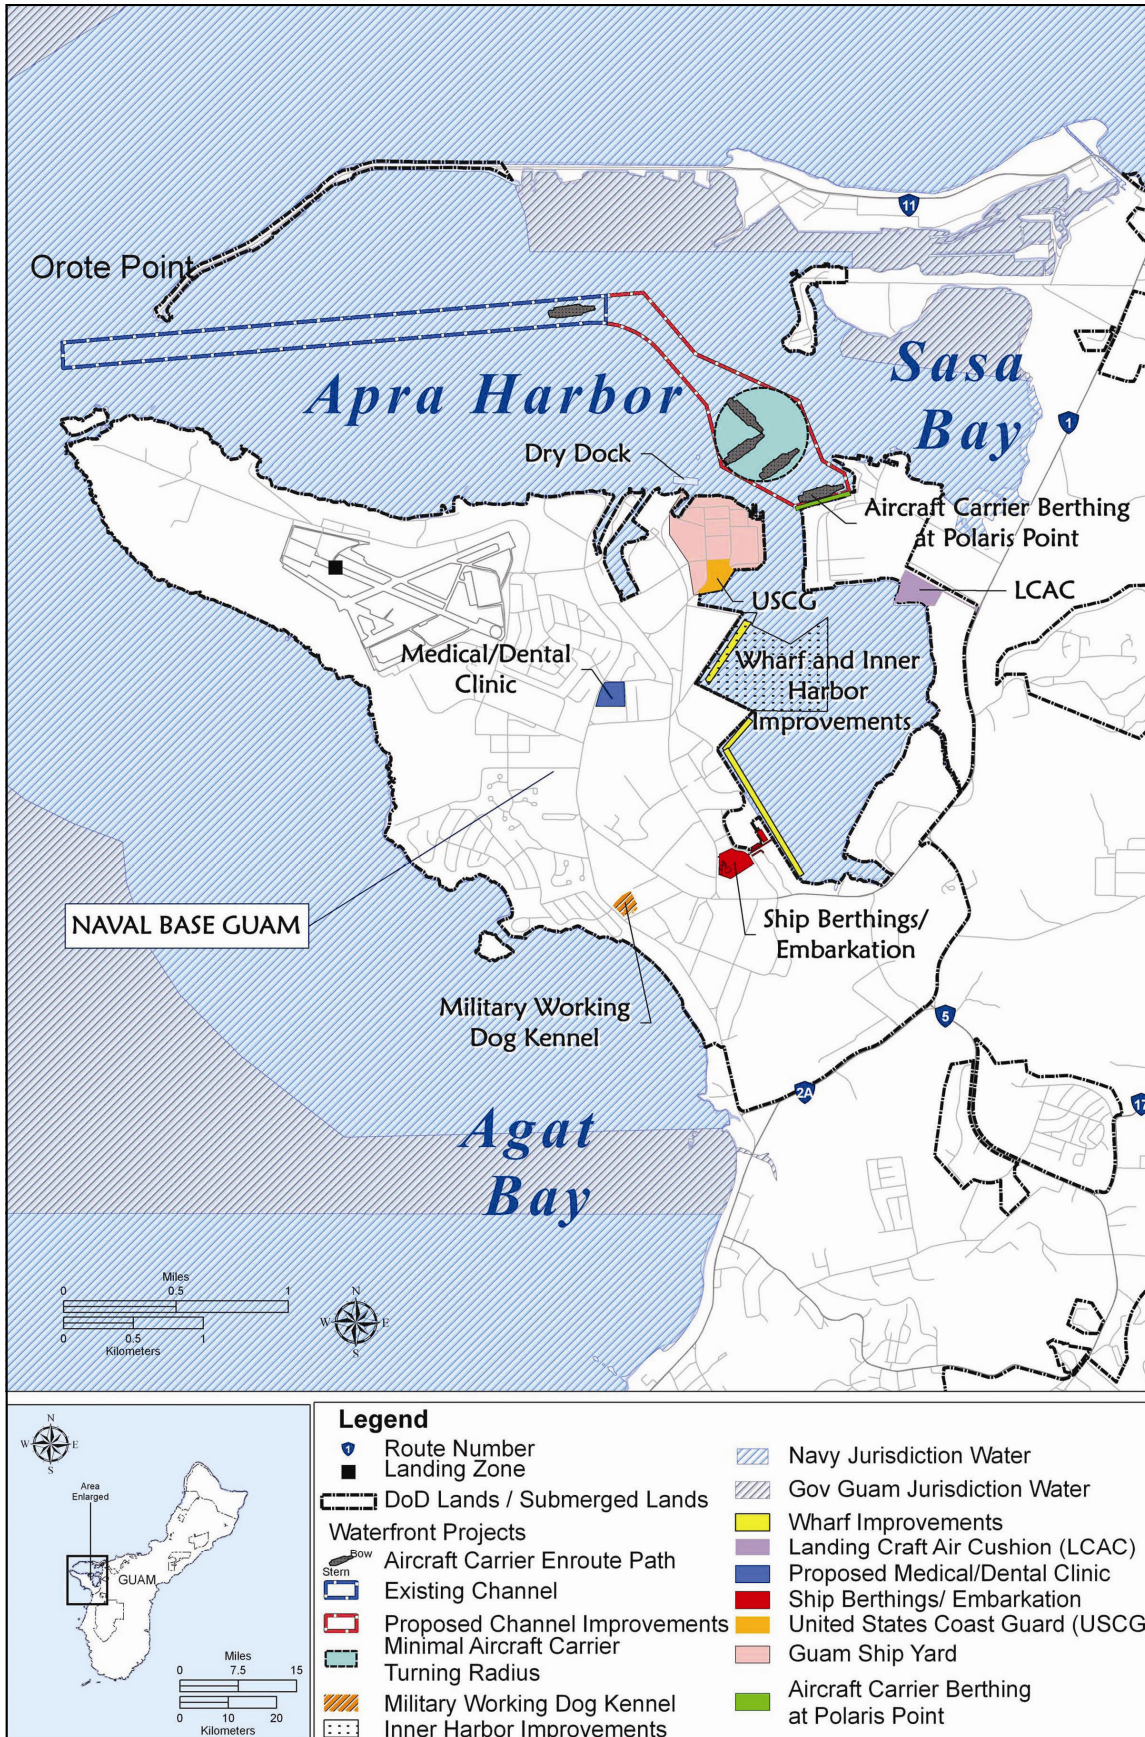 11
Orote Point
Sasa
Bay
Apra Harbor
1
Dry Dock
Aircraft Carrier Berthing
at Polaris Point
USCG
LCAC
Medical/Dental
Clinic
Wharf and Inner
Harbor
Improvements
NAVAL BASE GUAM
Ship Berthings/
Embarkation
Military Working
Dog Kennel
5
2A
17
Agat
Bay
Miles
0 0.5 1
0 0.5 1
Kilometers
N
W E
S
N
W E
S
Area
Enlarged
GUAM
Miles
0 7.5 15
0 10 20
Kilometers
Legend
1 Route Number
Landing Zone
DoD Lands / Submerged Lands
Waterfront Projects
Bow
Stern
Aircraft Carrier Enroute Path
Existing Channel
Proposed Channel Improvements
Minimal Aircraft Carrier
Turning Radius
Military Working Dog Kennel
Inner Harbor Improvements
Navy Jurisdiction Water
Gov Guam Jurisdiction Water
Wharf Improvements
Landing Craft Air Cushion (LCAC)
Proposed Medical/Dental Clinic
Ship Berthings/ Embarkation
United States Coast Guard (USCG
Guam Ship Yard
Aircraft Carrier Berthing
at Polaris Point